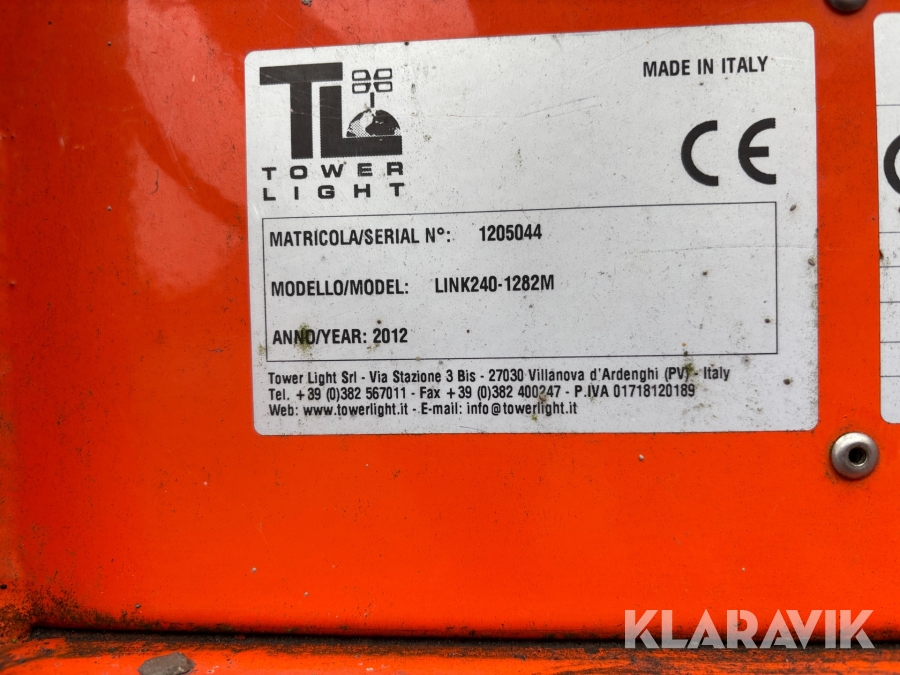 MADE IN ITALY
TL
TOWER
LIGHT
CE
MATRICOLA/SERIAL N°: 1205044
MODELLO/MODEL: LINK240-1282M
ANNO/YEAR: 2012
Tower Light Srl - Via Stazione 3 Bis - 27030 Villanova d'Ardenghi (PV) - Italy
Tel. +39 (0)382 567011 - Fax +39 (0)382 400247 - P.IVA 01718120189
Web: www.towerlight.it - E-mail: info@towerlight.it
KLARAVIK